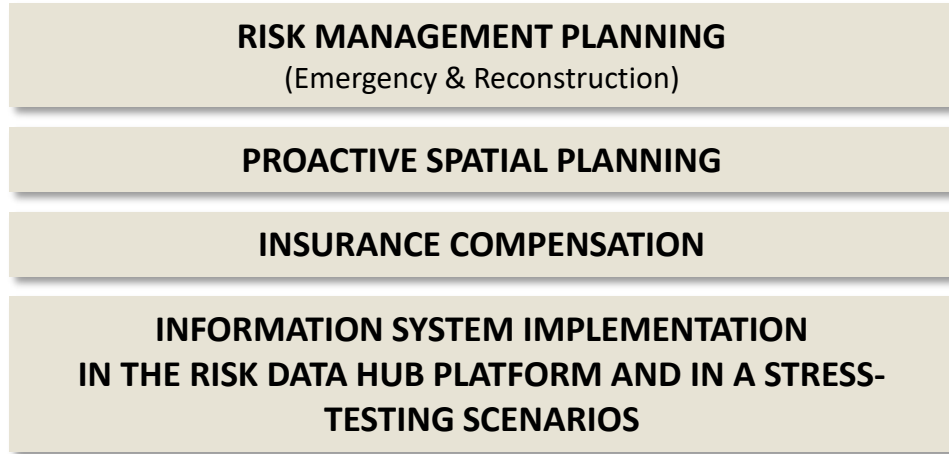 RISK MANAGEMENT PLANNING
(Emergency & Reconstruction)
PROACTIVE SPATIAL PLANNING
INSURANCE COMPENSATION
INFORMATION SYSTEM IMPLEMENTATION
IN THE RISK DATA HUB PLATFORM AND IN A STRESS-
TESTING SCENARIOS